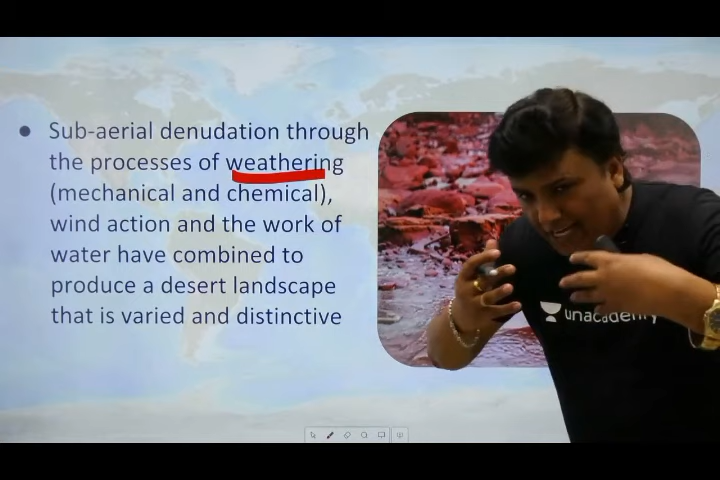 ● Sub-aerial denudation through
the processes of weathering
(mechanical and chemical),
wind action and the work of
water have combined to
produce a desert landscape
that is varied and distinctive
unacademy